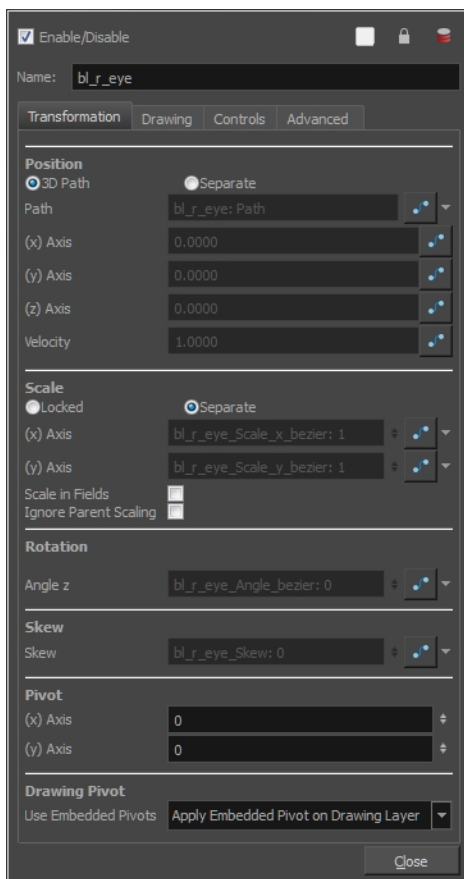 Enable/Disable
Name: bl_r_eye
Transformation Drawing Controls Advanced
Position
3D Path Separate
Path bl_r_eye: Path
(x) Axis 0.0000
(y) Axis 0.0000
(z) Axis 0.0000
Velocity 1.0000
Scale
Locked Separate
(x) Axis bl_r_eye_Scale_x_bezier: 1
(y) Axis bl_r_eye_Scale_y_bezier: 1
Scale in Fields
Ignore Parent Scaling
Rotation
Angle z bl_r_eye_Angle_bezier: 0
Skew
Skew bl_r_eye_Skew: 0
Pivot
(x) Axis 0
(y) Axis 0
Drawing Pivot
Use Embedded Pivots Apply Embedded Pivot on Drawing Layer
Close